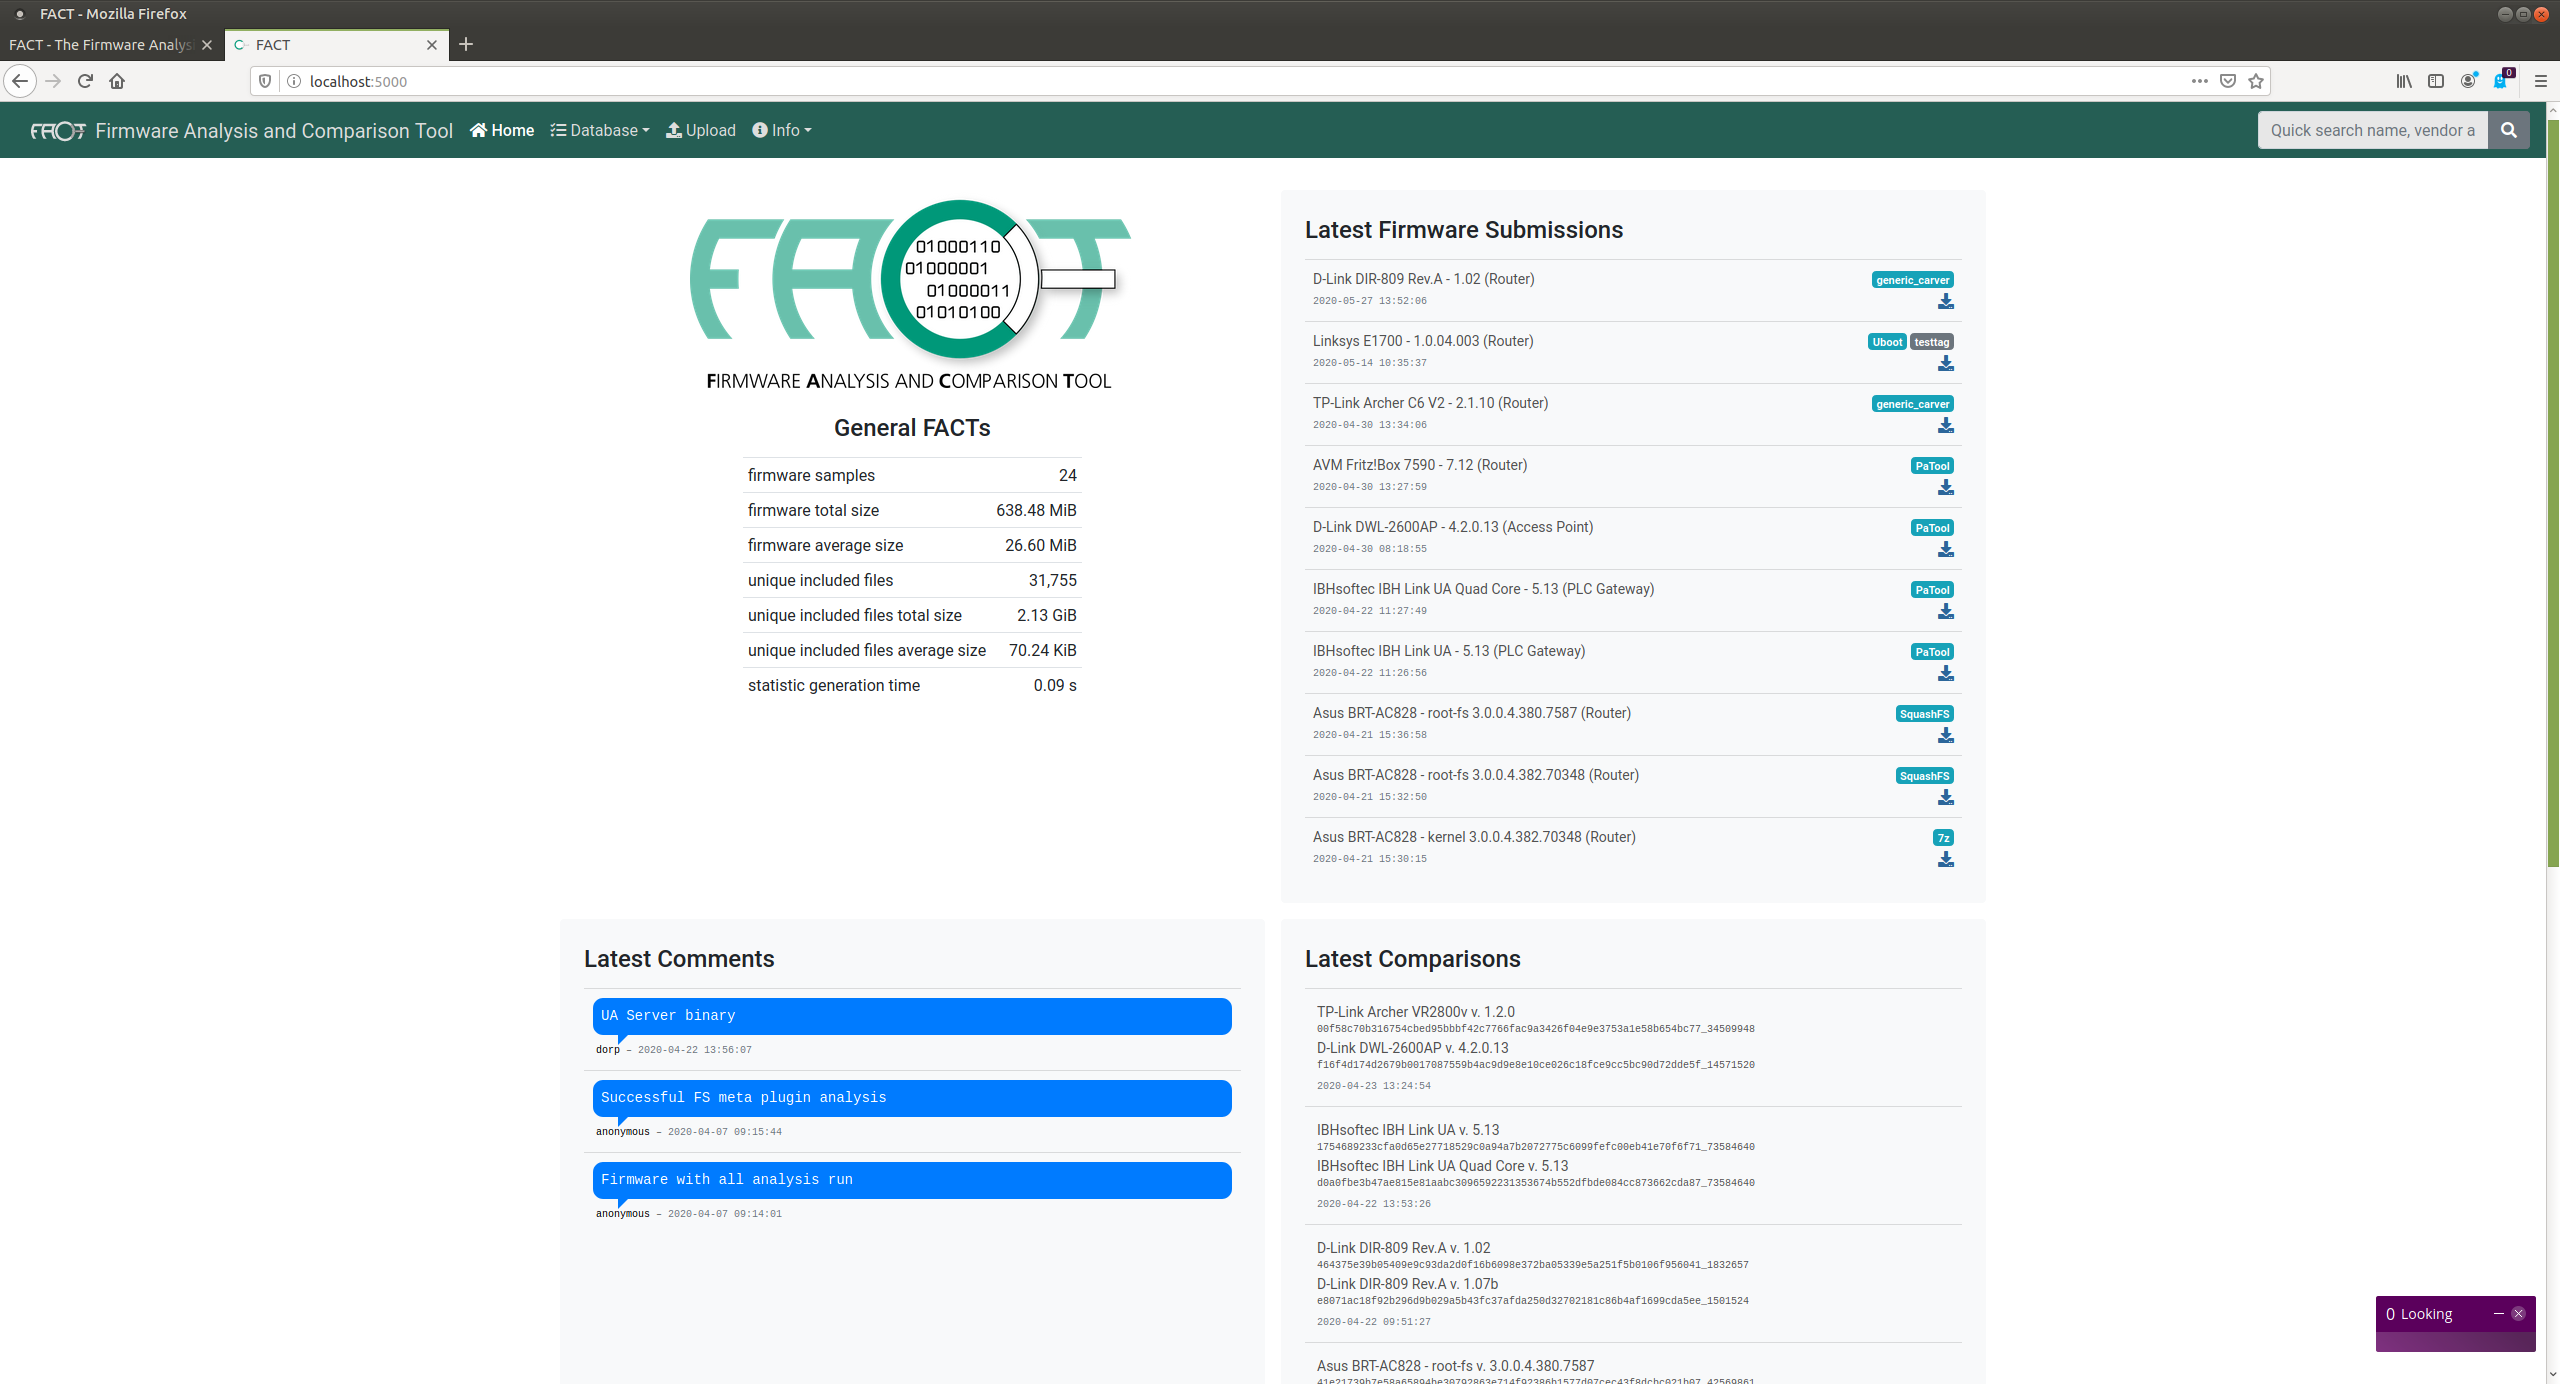 FACT - Mozilla Firefox
FACT - The Firmware Analys
FACT
localhost:5000
0
FACT Firmware Analysis and Comparison Tool
Home
Database
Upload
Info
Quick search name, vendor a
FACT
01000110
01000001
01000011
01010100
FIRMWARE ANALYSIS AND COMPARISON TOOL
General FACTs
firmware samples 24
firmware total size 638.48 MiB
firmware average size 26.60 MiB
unique included files 31,755
unique included files total size 2.13 GiB
unique included files average size 70.24 KiB
statistic generation time 0.09 s
Latest Firmware Submissions
D-Link DIR-809 Rev.A - 1.02 (Router) generic_carver
2020-05-27 13:52:06
Linksys E1700 - 1.0.04.003 (Router) Uboot testtag
2020-05-14 10:35:37
TP-Link Archer C6 V2 - 2.1.10 (Router) generic_carver
2020-04-30 13:34:06
AVM Fritz!Box 7590 - 7.12 (Router) PaTool
2020-04-30 13:27:59
D-Link DWL-2600AP - 4.2.0.13 (Access Point) PaTool
2020-04-30 08:18:55
IBHsoftec IBH Link UA Quad Core - 5.13 (PLC Gateway) PaTool
2020-04-22 11:27:49
IBHsoftec IBH Link UA - 5.13 (PLC Gateway) PaTool
2020-04-22 11:26:56
Asus BRT-AC828 - root-fs 3.0.0.4.380.7587 (Router) SquashFS
2020-04-21 15:36:58
Asus BRT-AC828 - root-fs 3.0.0.4.382.70348 (Router) SquashFS
2020-04-21 15:32:50
Asus BRT-AC828 - kernel 3.0.0.4.382.70348 (Router) 7z
2020-04-21 15:30:15
Latest Comments
UA Server binary
dorp – 2020-04-22 13:56:07
Successful FS meta plugin analysis
anonymous – 2020-04-07 09:15:44
Firmware with all analysis run
anonymous – 2020-04-07 09:14:01
Latest Comparisons
TP-Link Archer VR2800v v. 1.2.0
00f58c70b316754cbed95bbbf42c7766fac9a3426f04e9e3753a1e58b654bc77_34509948
D-Link DWL-2600AP v. 4.2.0.13
f16f4d174d2679b0017087559b4ac9d9e8e10ce026c18fce9cc5bc90d72dde5f_14571520
2020-04-23 13:24:54
IBHsoftec IBH Link UA v. 5.13
1754689233cfa0d65e27718529c0a94a7b2072775c6099fefc00eb41e70f6f71_73584640
IBHsoftec IBH Link UA Quad Core v. 5.13
d0a0fbe3b47ae815e81aabc3096592231353674b552dfbde084cc873662cda87_73584640
2020-04-22 13:53:26
D-Link DIR-809 Rev.A v. 1.02
464375e39b05409e9c93da2d0f16b6098e372ba05339e5a251f5b0106f956041_1832657
D-Link DIR-809 Rev.A v. 1.07b
e8071ac18f92b296d9b029a5b43fc37afda250d32702181c86b4af1699cda5ee_1501524
2020-04-22 09:51:27
Asus BRT-AC828 - root-fs v. 3.0.0.4.380.7587
0 Looking